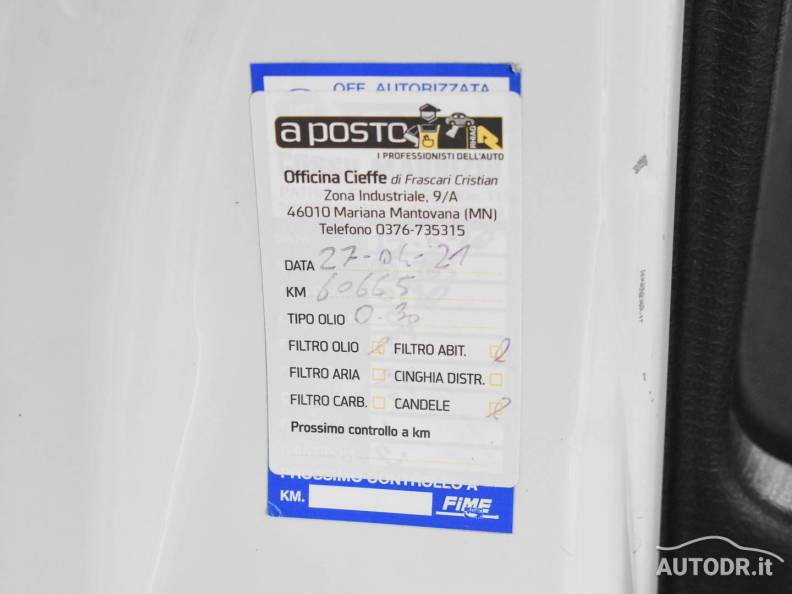 OFF. AUTORIZZATA
a posto
RHIAG
I PROFESSIONISTI DELL'AUTO
Officina Cieffe di Frascari Cristian
Zona Industriale, 9/A
46010 Mariana Mantovana (MN)
Telefono 0376-735315
DATA 27-04-21
KM 60665
TIPO OLIO 0-30
FILTRO OLIO FILTRO ABIT.
FILTRO ARIA CINGHIA DISTR.
FILTRO CARB. CANDELE
Prossimo controllo a km
PROSSIMO CONTROLLO A
KM. FIME
AUTODR.it